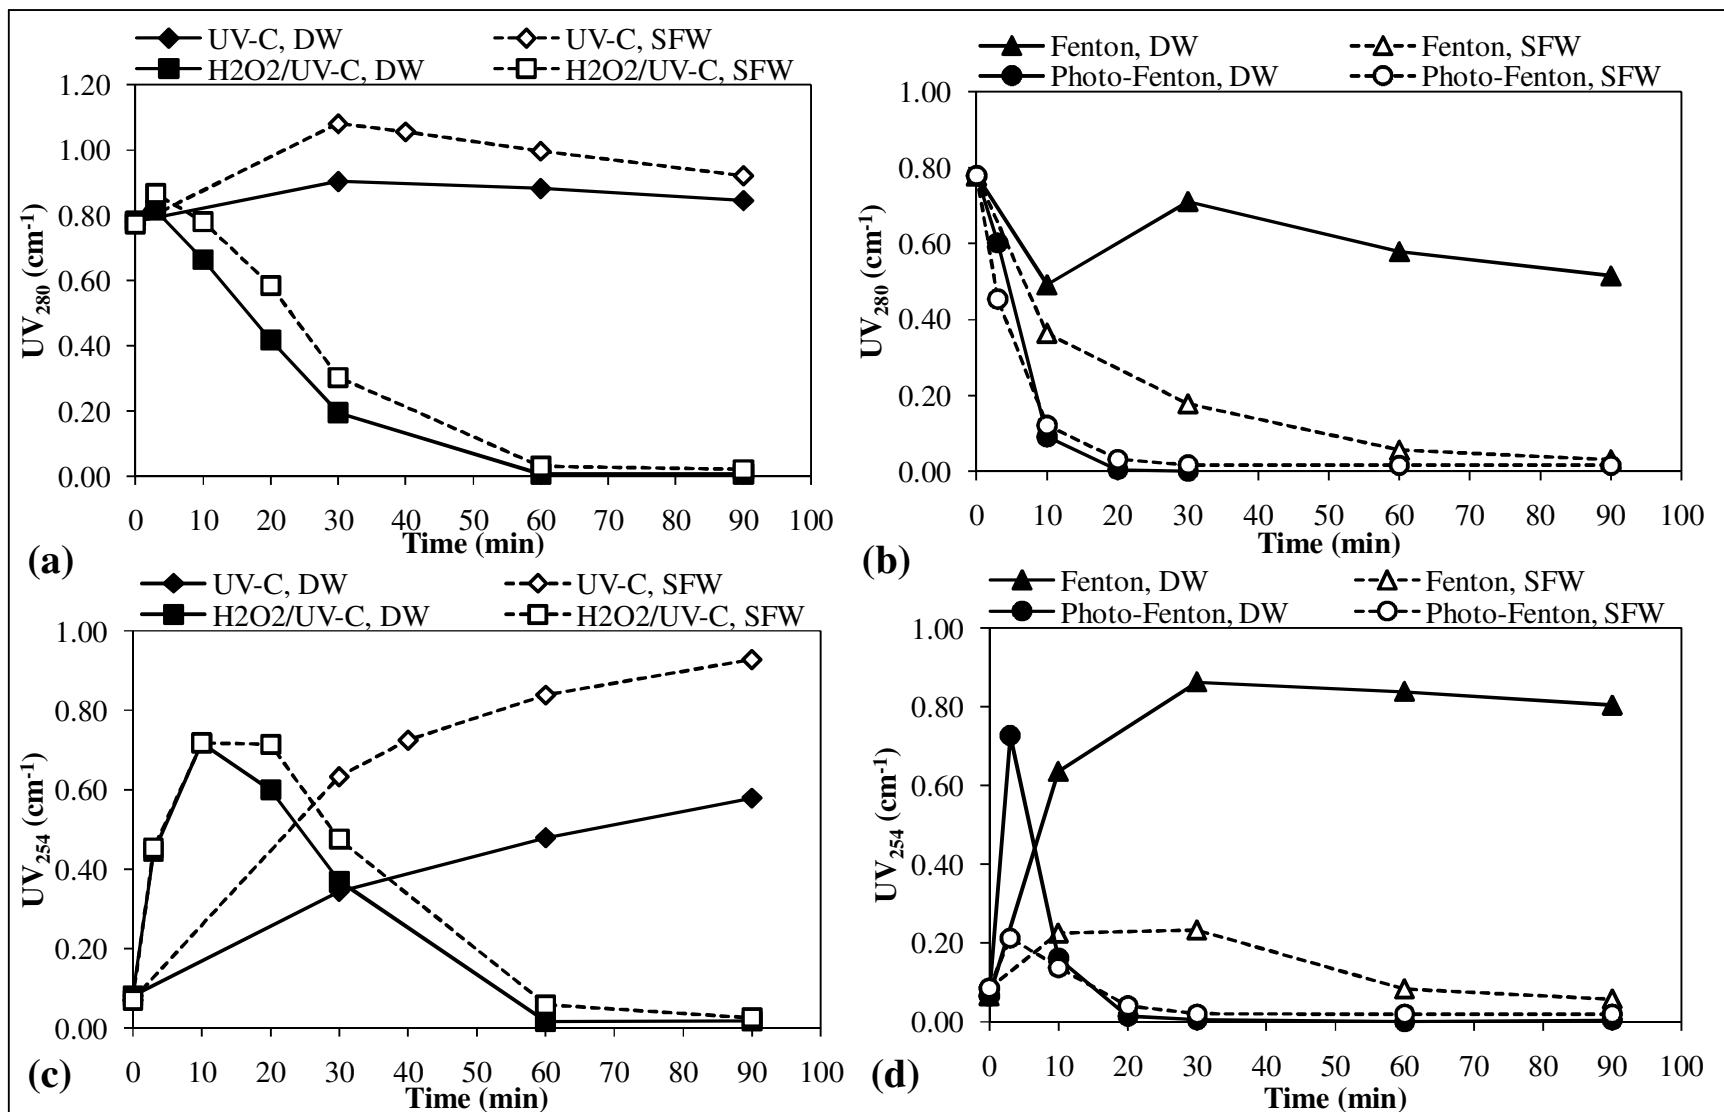 UV-C, DW UV-C, SFW
H2O2/UV-C, DW H2O2/UV-C, SFW
1.20
1.00
0.80
0.60
0.40
0.20
0.00
UV280 (cm-1)
0 10 20 30 40 50 60 70 80 90 100
Time (min)
(a)
Fenton, DW Fenton, SFW
Photo-Fenton, DW Photo-Fenton, SFW
1.00
0.80
0.60
0.40
0.20
0.00
UV280 (cm-1)
0 10 20 30 40 50 60 70 80 90 100
Time (min)
(b)
UV-C, DW UV-C, SFW
H2O2/UV-C, DW H2O2/UV-C, SFW
1.00
0.80
0.60
0.40
0.20
0.00
UV254 (cm-1)
0 10 20 30 40 50 60 70 80 90 100
Time (min)
(c)
Fenton, DW Fenton, SFW
Photo-Fenton, DW Photo-Fenton, SFW
1.00
0.80
0.60
0.40
0.20
0.00
UV254 (cm-1)
0 10 20 30 40 50 60 70 80 90 100
Time (min)
(d)